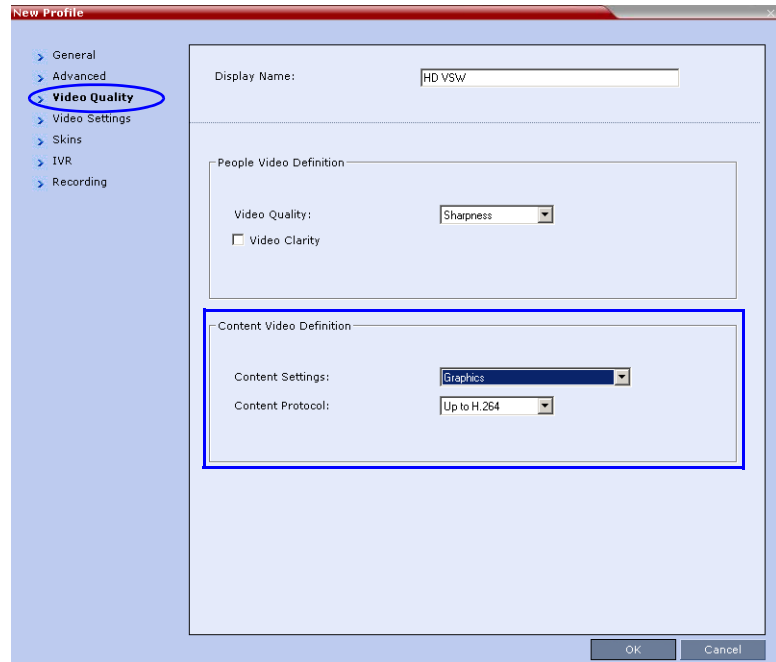 New Profile
General
Advanced
Video Quality
Video Settings
Skins
IVR
Recording
Display Name: HD VSW
People Video Definition
Video Quality: Sharpness
Video Clarity
Content Video Definition
Content Settings: Graphics
Content Protocol: Up to H.264
OK Cancel